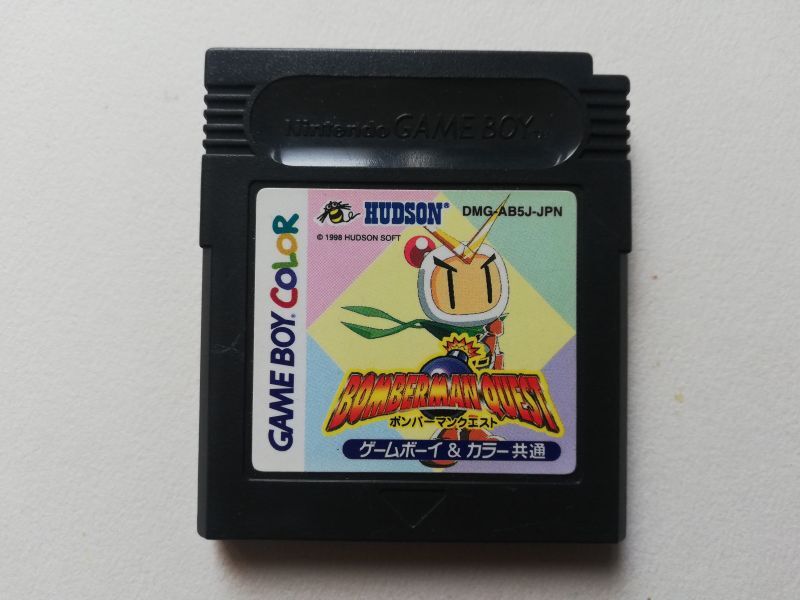 Nintendo GAME BOY
HUDSON®
DMG-AB5J-JPN
© 1998 HUDSON SOFT
GAME BOY COLOR
BOMBERMAN QUEST
ボンバーマンクエスト
ゲームボーイ & カラー共通